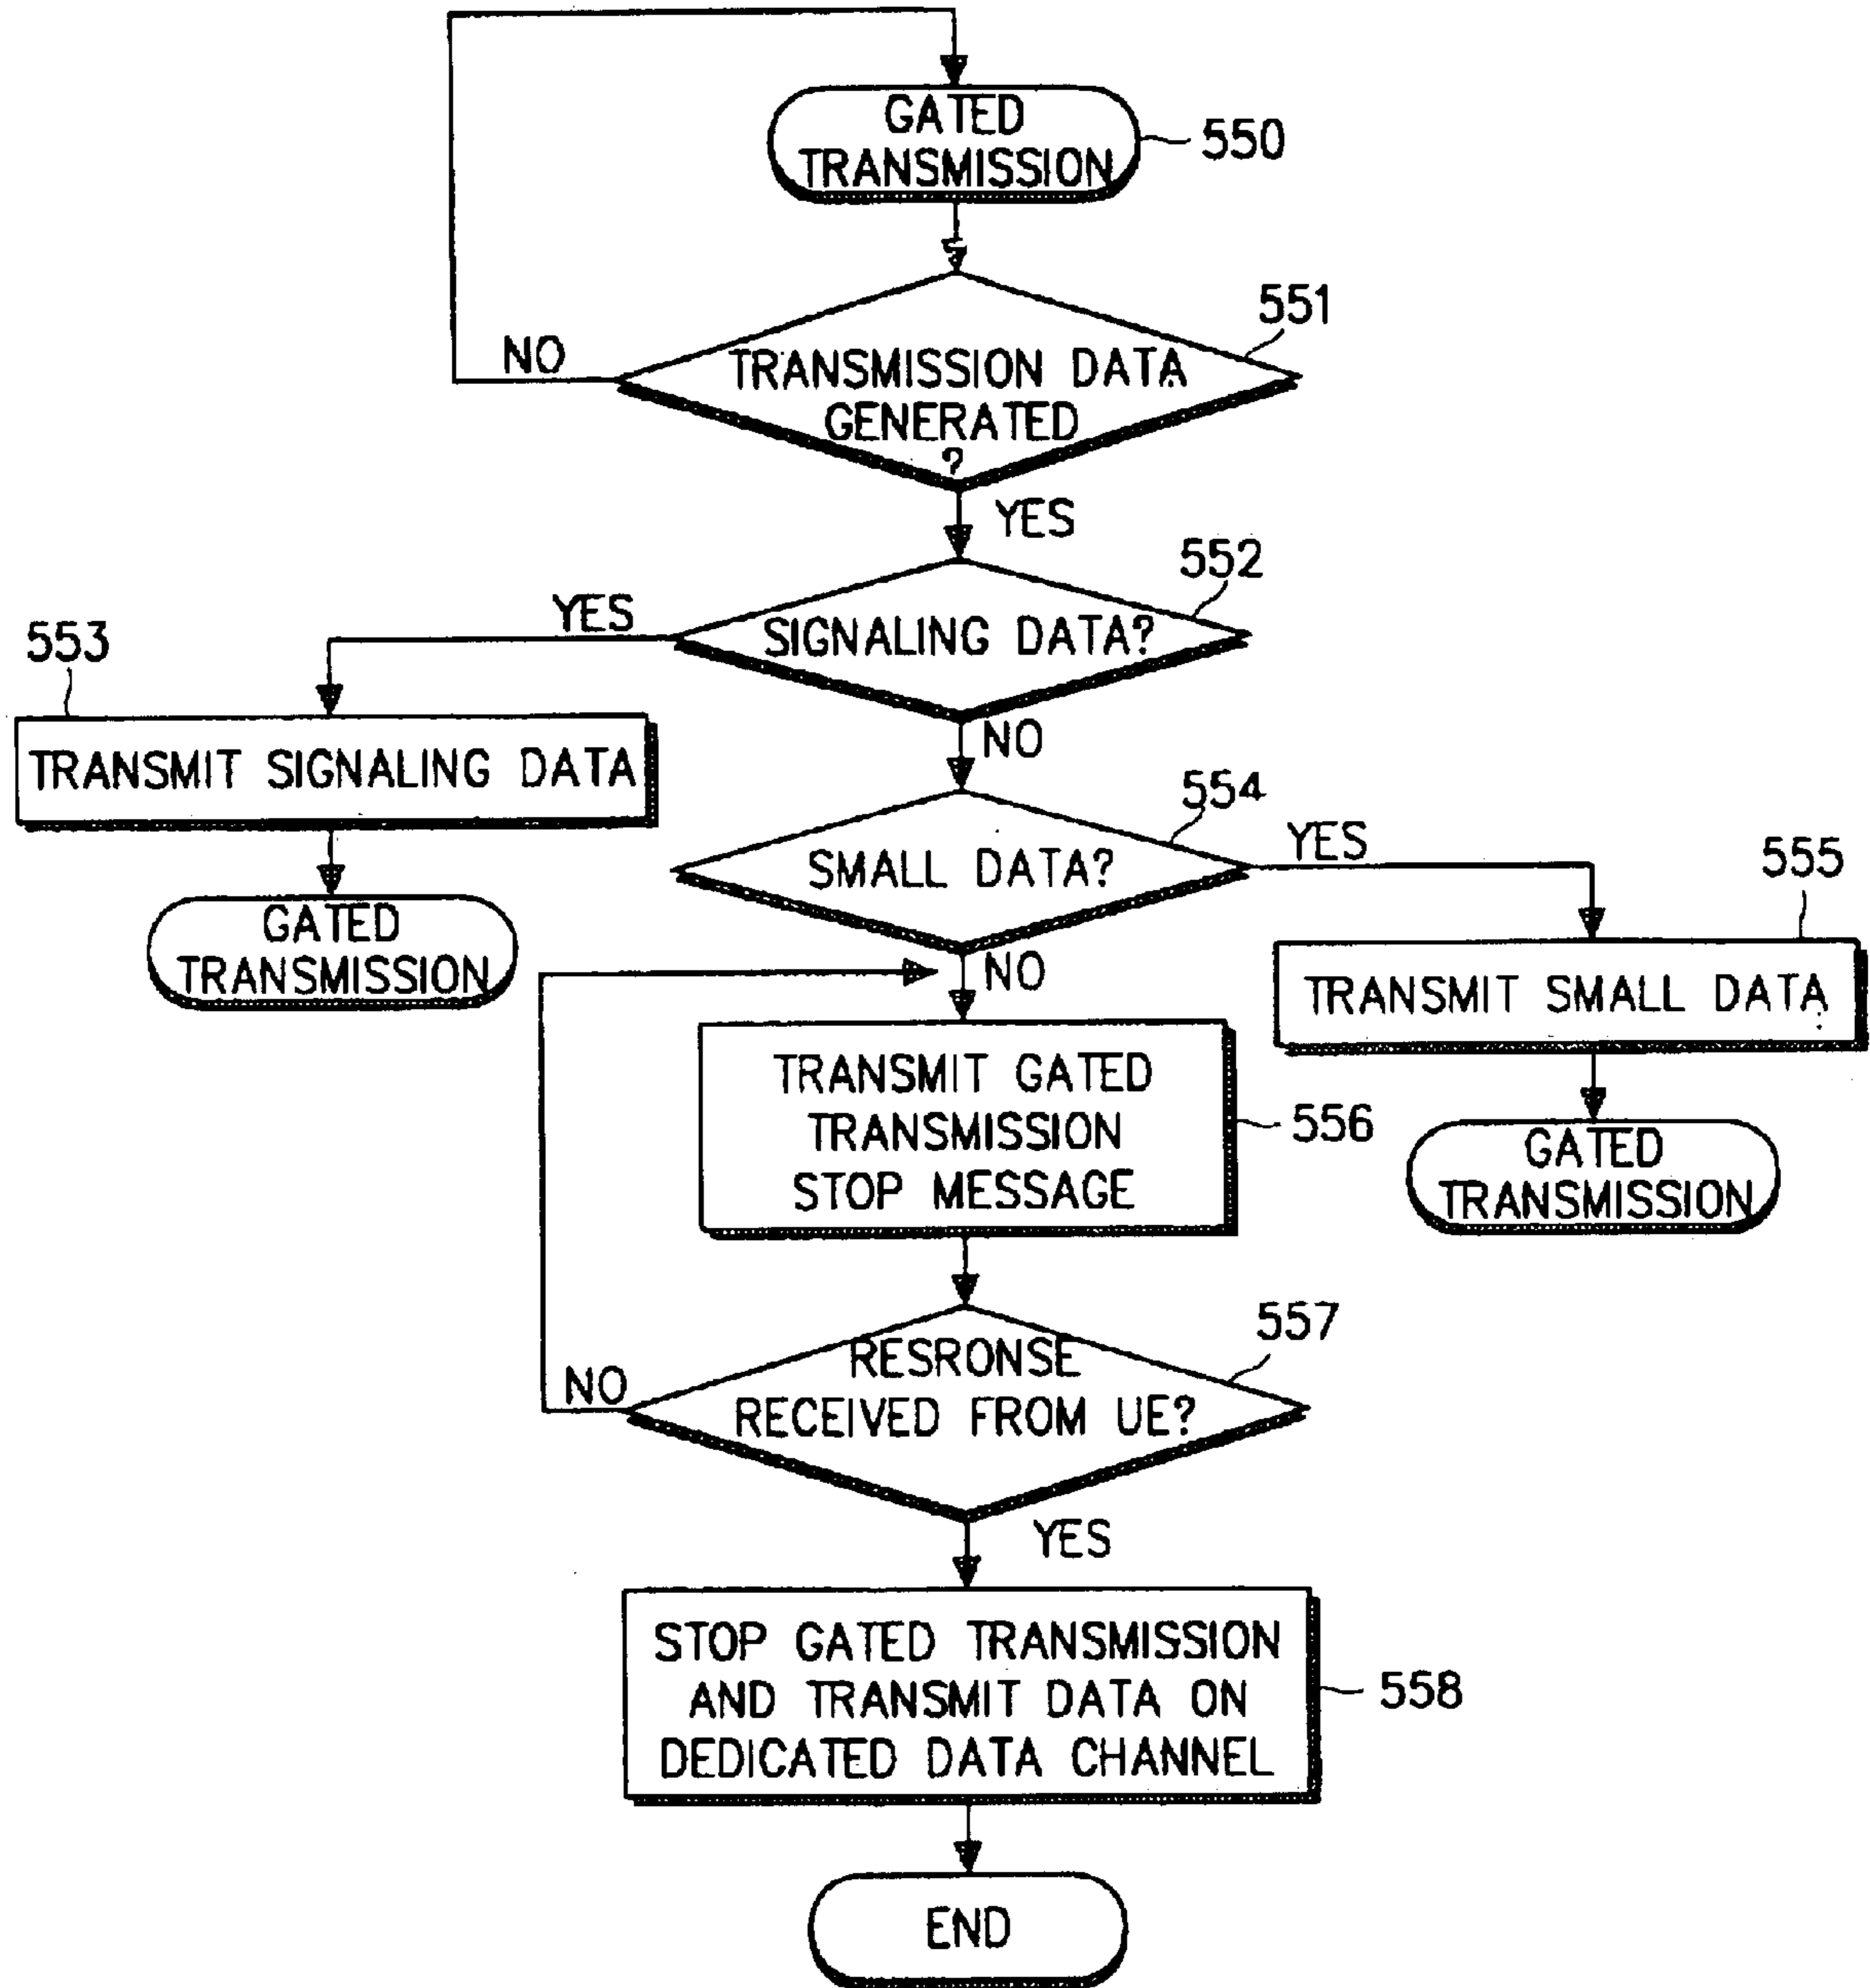 GATED
TRANSMISSION
550
551
NO
TRANSMISSION DATA
GENERATED
?
YES
552
YES
SIGNALING DATA?
553
NO
TRANSMIT SIGNALING DATA
554
YES
SMALL DATA?
555
GATED
TRANSMISSION
NO
TRANSMIT SMALL DATA
TRANSMIT GATED
TRANSMISSION
STOP MESSAGE
556
GATED
TRANSMISSION
557
RESRONSE
NO
RECEIVED FROM UE?
YES
STOP GATED TRANSMISSION
AND TRANSMIT DATA ON
DEDICATED DATA CHANNEL
558
END